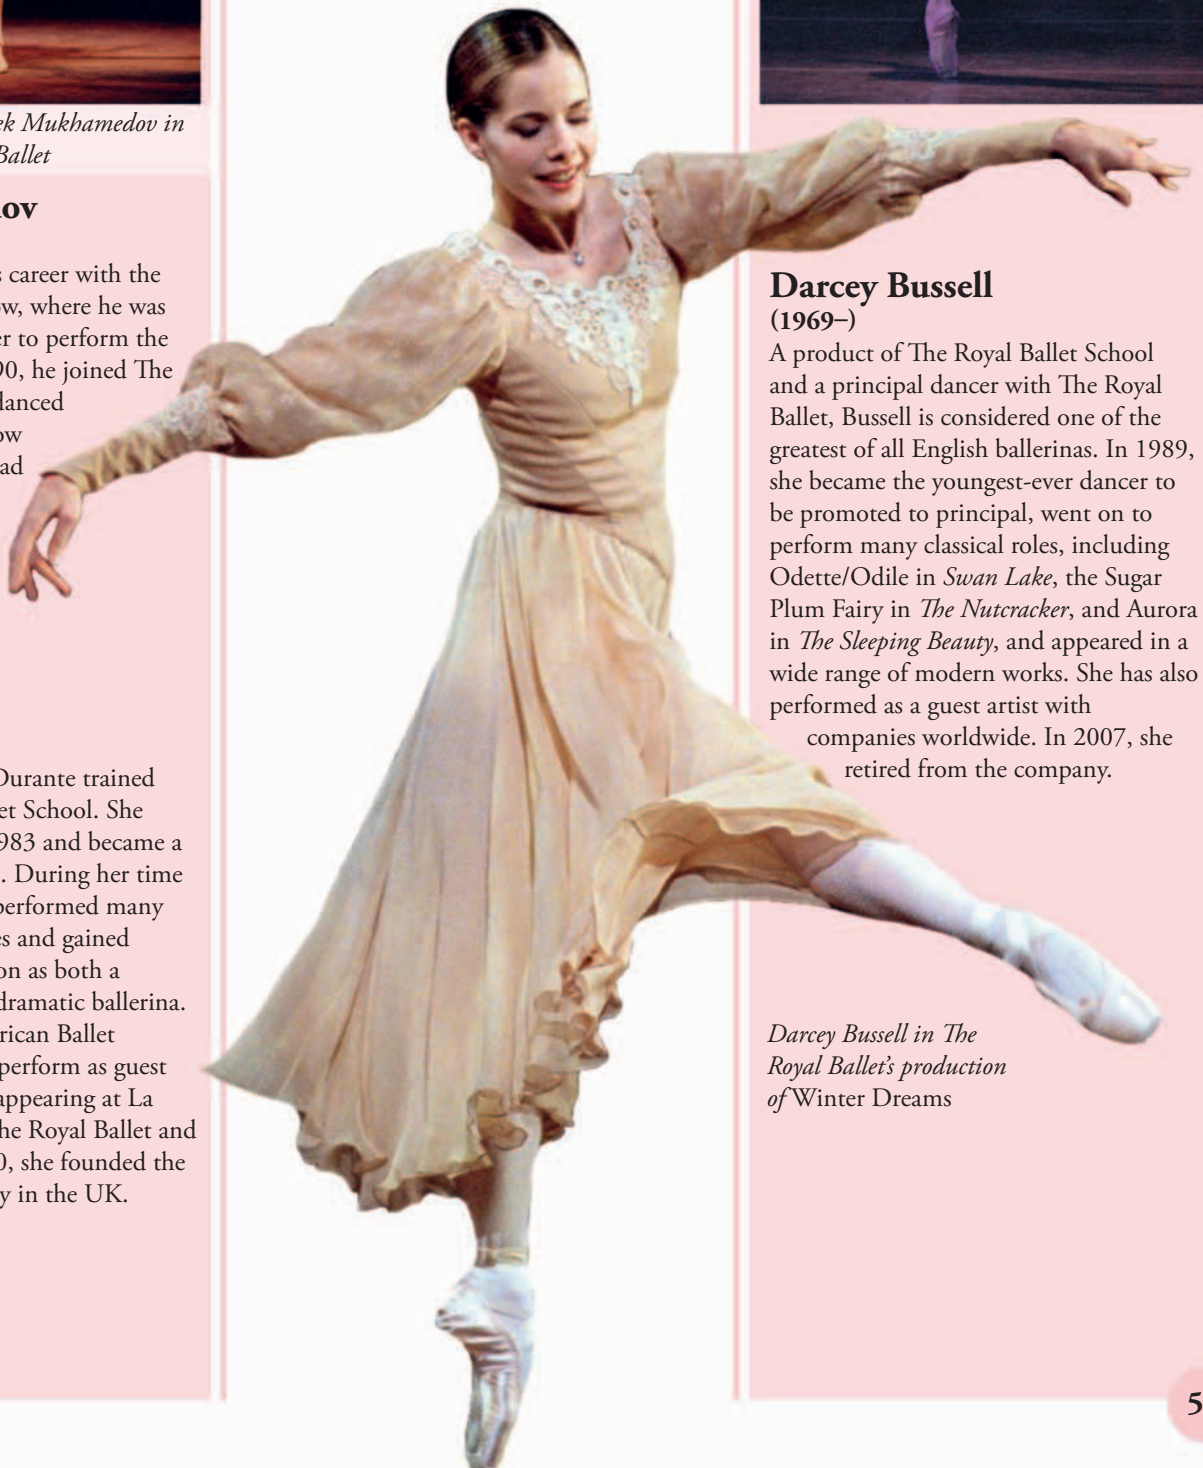 Mukhamedov in
Ballet
s career with the
where he was
to perform the
he joined The
danced
Durante trained
School. She
983 and became a
. During her time
performed many
and gained
as both a
dramatic ballerina.
Ballet
perform as guest
appearing at La
he Royal Ballet and
0, she founded the
in the UK.
Darcey Bussell
(1969–)
A product of The Royal Ballet School
and a principal dancer with The Royal
Ballet, Bussell is considered one of the
greatest of all English ballerinas. In 1989,
she became the youngest-ever dancer to
be promoted to principal, went on to
perform many classical roles, including
Odette/Odile in Swan Lake, the Sugar
Plum Fairy in The Nutcracker, and Aurora
in The Sleeping Beauty, and appeared in a
wide range of modern works. She has also
performed as a guest artist with
companies worldwide. In 2007, she
retired from the company.
Darcey Bussell in The
Royal Ballet’s production
of Winter Dreams
5